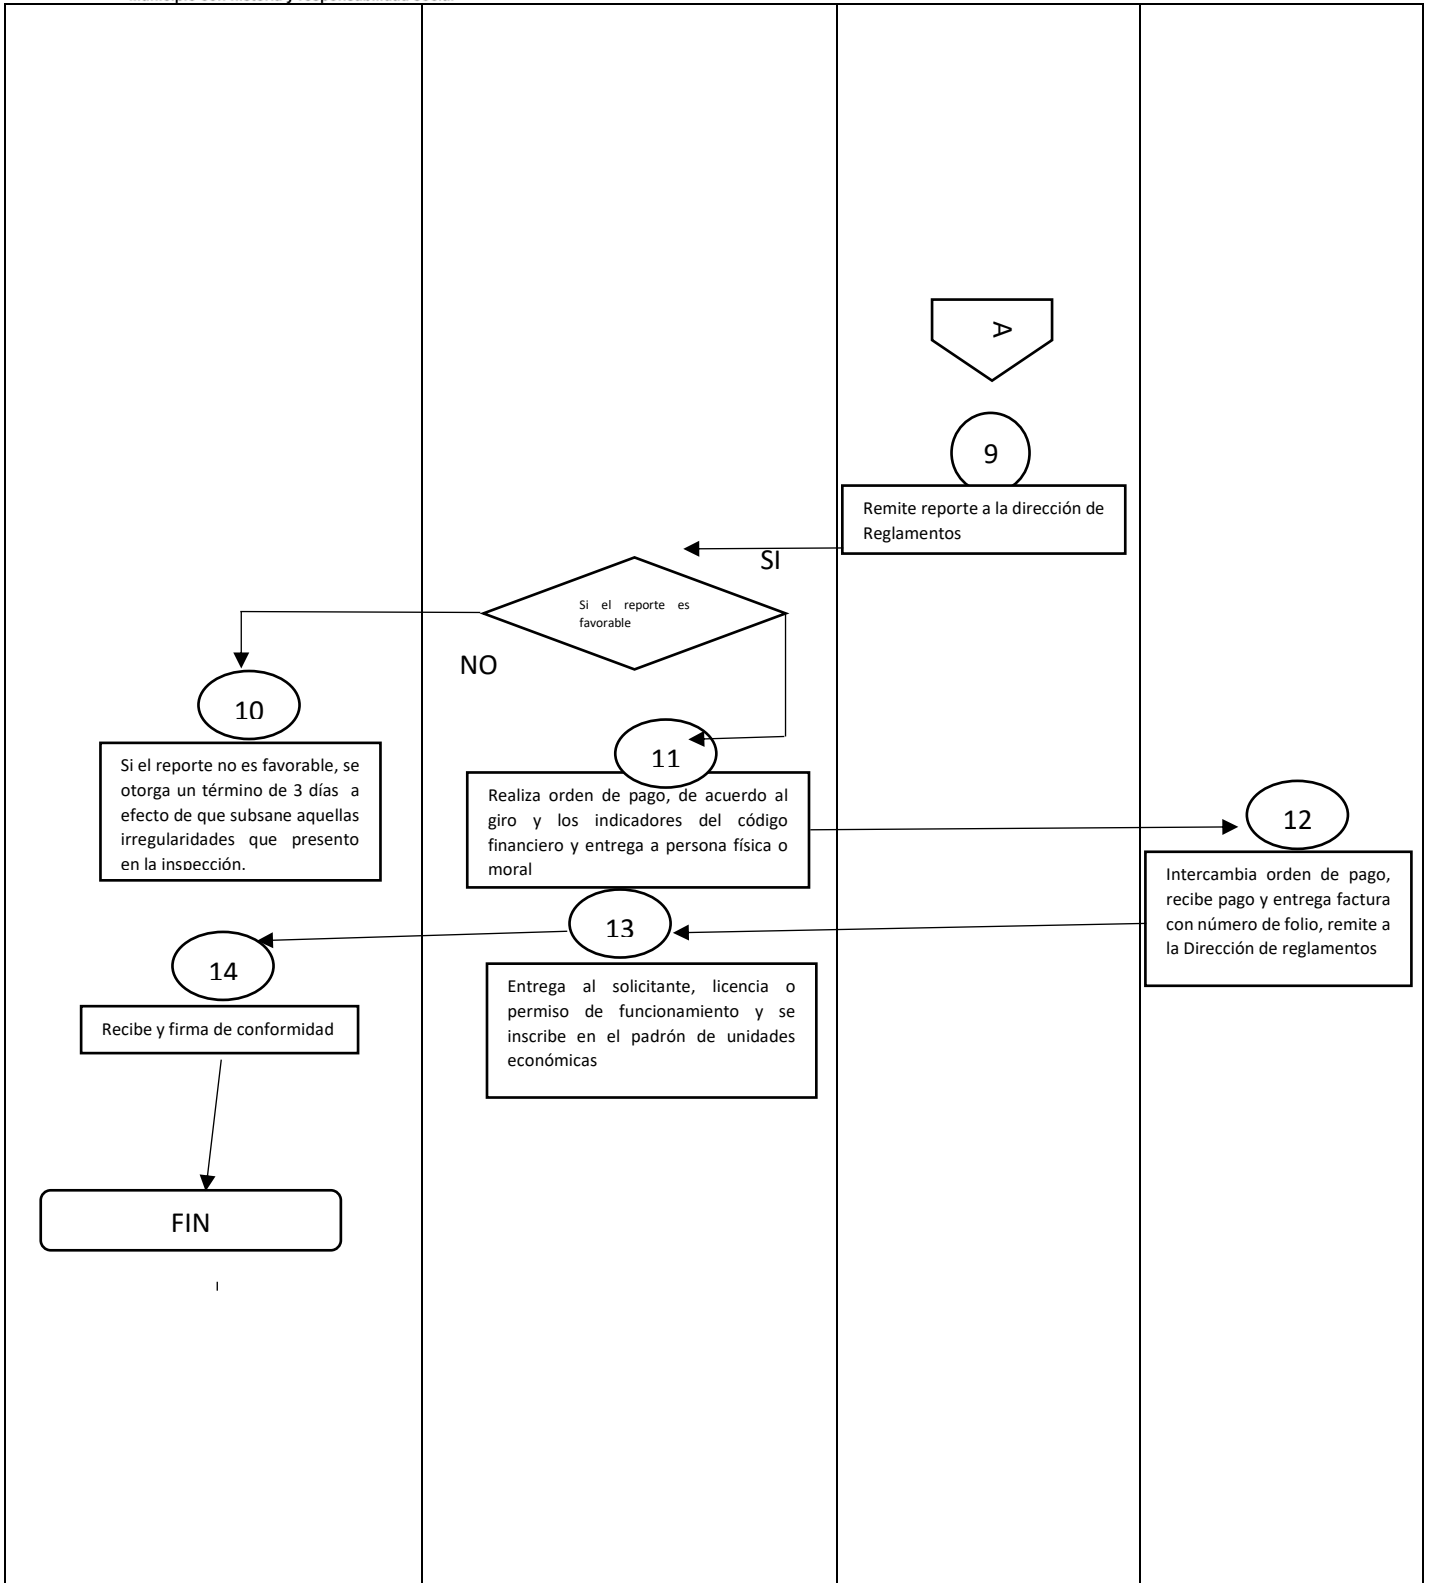 A
9
Remite reporte a la dirección de
Reglamentos
SI
Si el reporte es
favorable
NO
10
Si el reporte no es favorable, se
otorga un término de 3 días a
efecto de que subsane aquellas
irregularidades que presento
en la inspección.
11
Realiza orden de pago, de acuerdo al
giro y los indicadores del código
financiero y entrega a persona física o
moral
12
Intercambia orden de pago,
recibe pago y entrega factura
con número de folio, remite a
la Dirección de reglamentos
13
Entrega al solicitante, licencia o
permiso de funcionamiento y se
inscribe en el padrón de unidades
económicas
14
Recibe y firma de conformidad
FIN